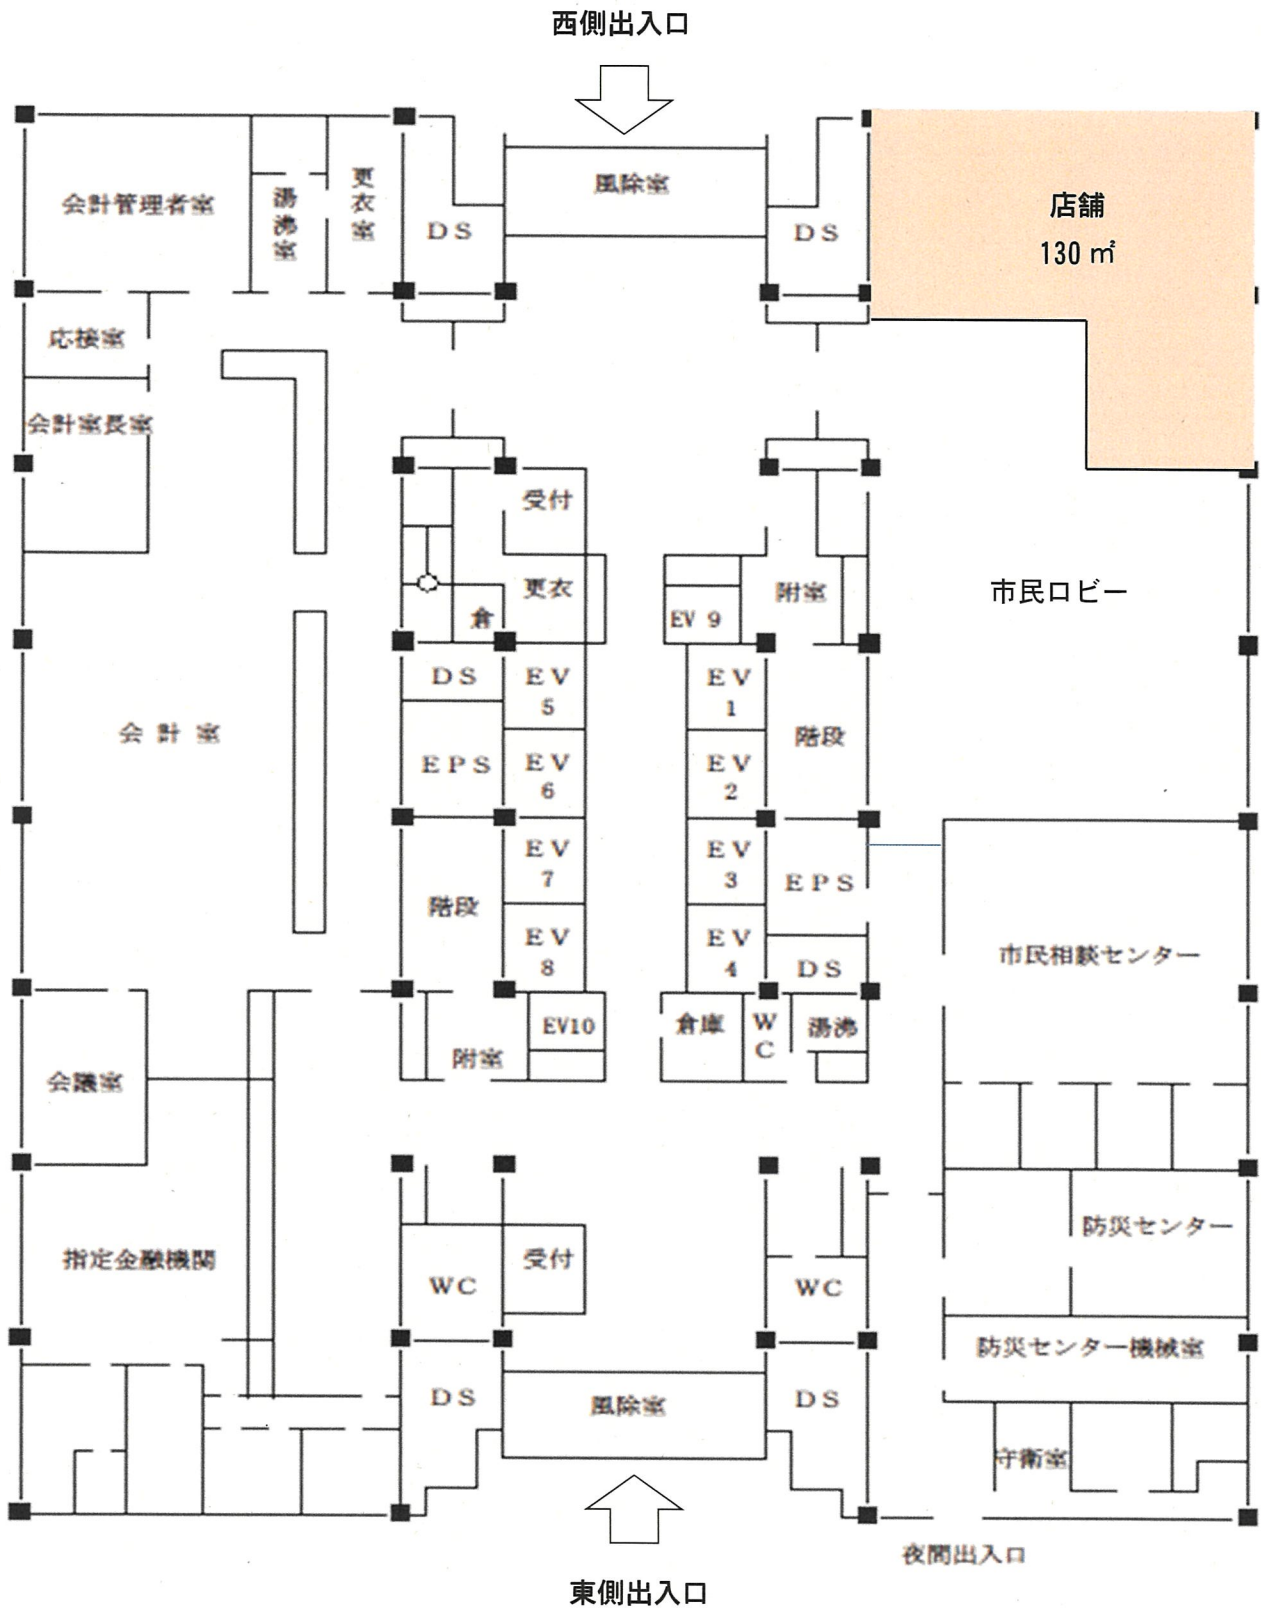 西側出入口
会計管理者室
湯沸室
更衣室
DS
風除室
DS
店舗
130㎡
応接室
会計室長室
受付
更衣
倉
EV 9
附室
市民ロビー
DS
EV
5
EV
1
会計室
EPS
EV
6
EV
2
階段
階段
EV
7
EV
3
EPS
EV
8
EV
4
DS
市民相談センター
会議室
附室
EV10
倉庫
WC
湯沸
指定金融機関
WC
受付
WC
防災センター
防災センター機械室
DS
風除室
DS
守衛室
夜間出入口
東側出入口